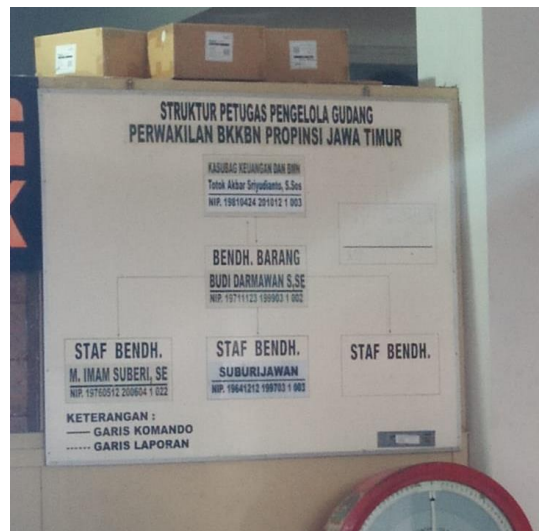 STRUKTUR PETUGAS PENGELOLA GUDANG
PERWAKILAN BKKBN PROPINSI JAWA TIMUR
KASUBAG KEUANGAN DAN BMN
Totok Akbar Sriyudianto, S.Sos
NIP. 19810424 201012 1 003
BENDH. BARANG
BUDI DARMAWAN S.SE
NIP. 19711123 199903 1 002
STAF BENDH.
M. IMAM SUBERI, SE
NIP. 19760512 200604 1 022
STAF BENDH.
SUBURIJAWAN
NIP. 19641212 199703 1 003
STAF BENDH.
KETERANGAN :
GARIS KOMANDO
GARIS LAPORAN